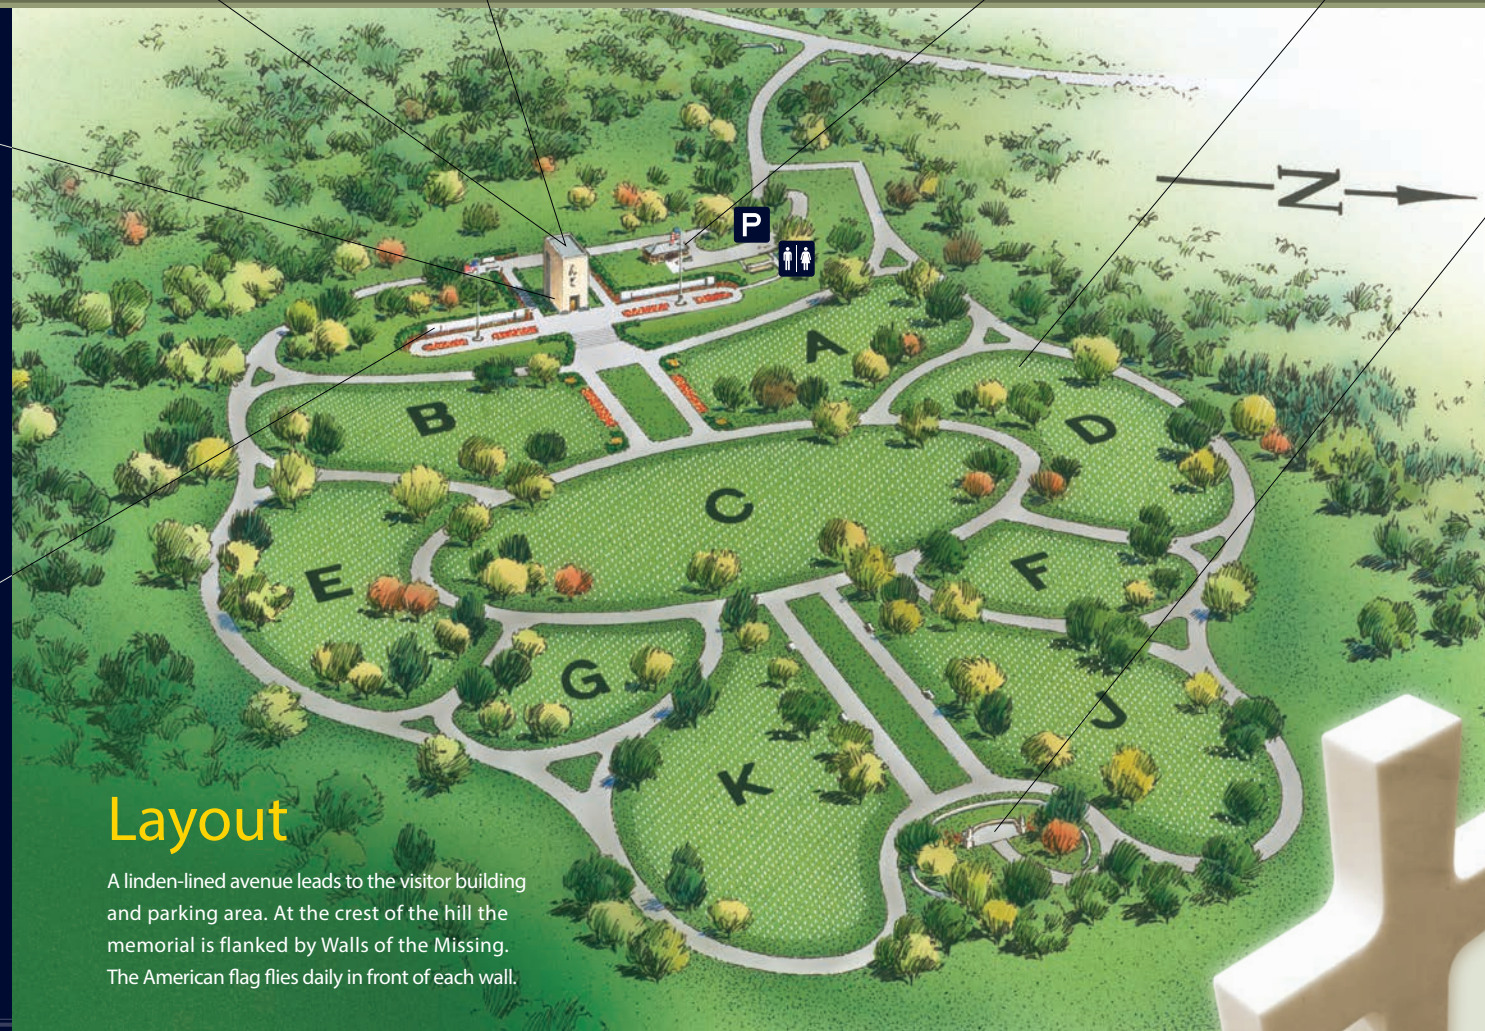 N
P
A
B
D
C
F
E
G
J
K
Layout
A linden-lined avenue leads to the visitor building
and parking area. At the crest of the hill the
memorial is flanked by Walls of the Missing.
The American flag flies daily in front of each wall.